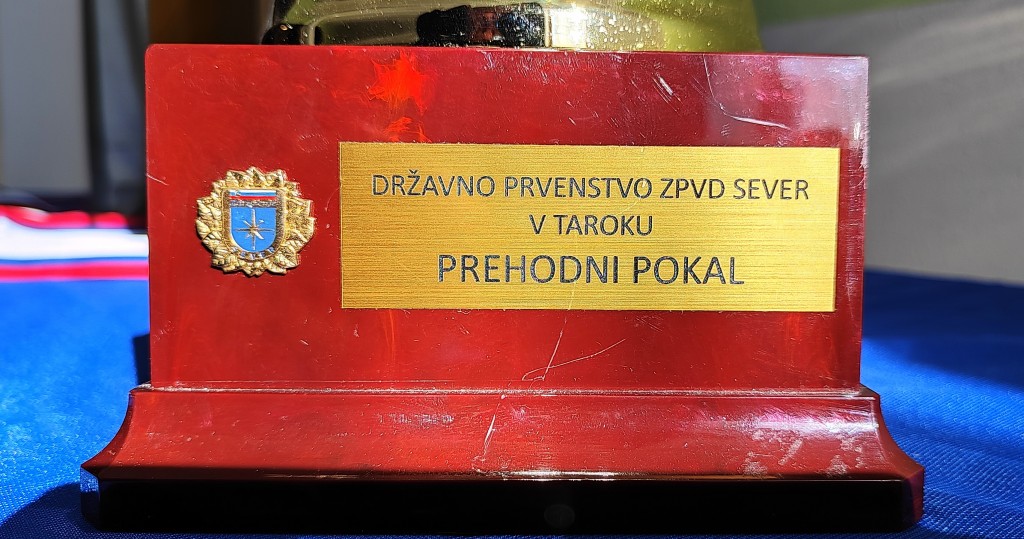 DRŽAVNO PRVENSTVO ZPVD SEVER
V TAROKU
PREHODNI POKAL